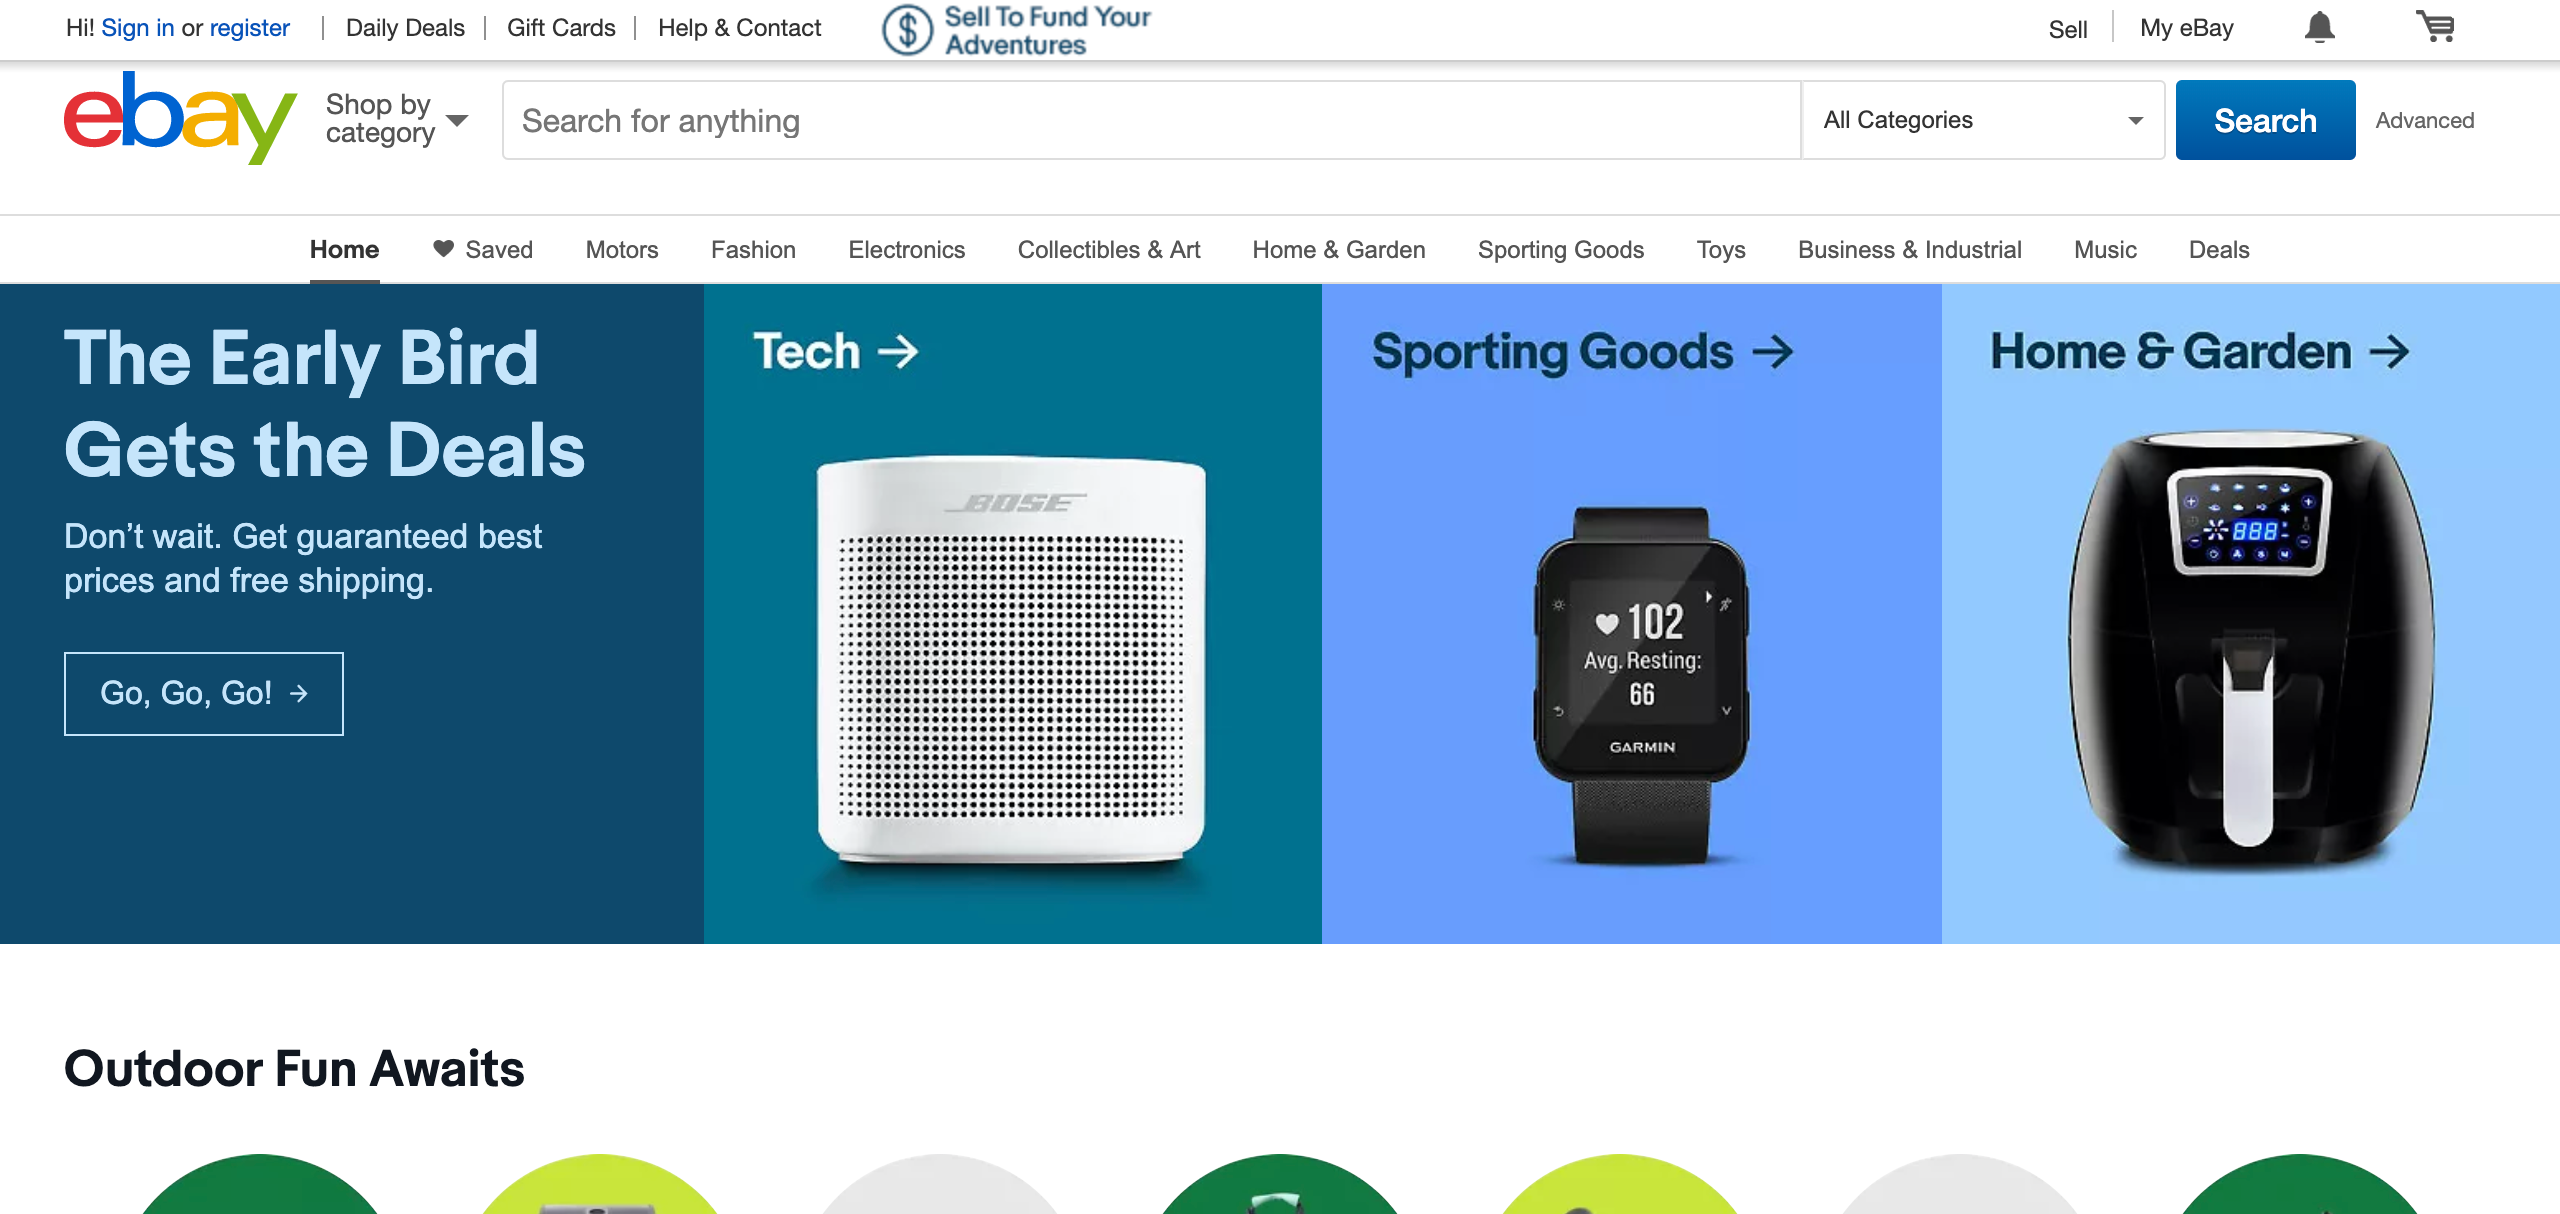 Hi! Sign in or register
Daily Deals
Gift Cards
Help & Contact
Sell To Fund Your
Adventures
Sell
My eBay
ebay
Shop by
category
Search for anything
All Categories
Search
Advanced
Home
Saved
Motors
Fashion
Electronics
Collectibles & Art
Home & Garden
Sporting Goods
Toys
Business & Industrial
Music
Deals
The Early Bird
Gets the Deals
Don’t wait. Get guaranteed best
prices and free shipping.
Go, Go, Go! →
Tech →
BOSE
Sporting Goods →
102
Avg. Resting:
66
GARMIN
Home & Garden →
888
Outdoor Fun Awaits